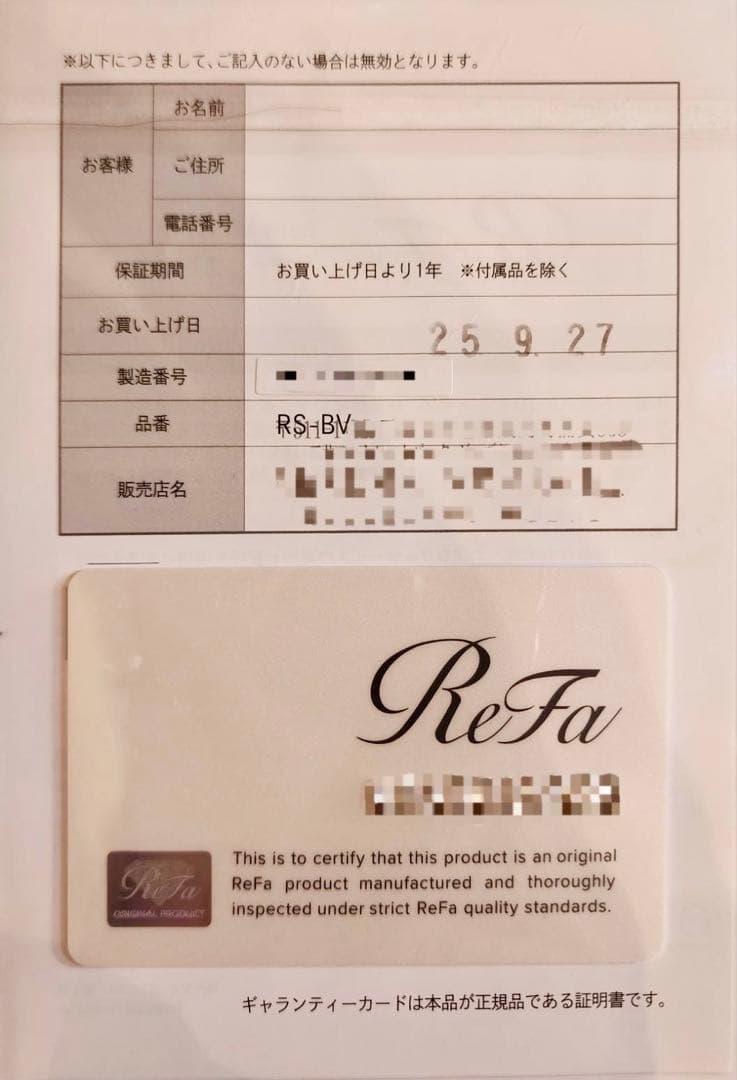 ※以下につきまして、ご記入のない場合は無効となります。
お客様
お名前
ご住所
電話番号
保証期間 お買い上げ日より1年 ※付属品を除く
お買い上げ日 25 9. 27
製造番号
品番 RS-BV
販売店名
ReFa
ReFa
ORIGINAL PRODUCT
This is to certify that this product is an original
ReFa product manufactured and thoroughly
inspected under strict ReFa quality standards.
ギャランティーカードは本品が正規品である証明書です。